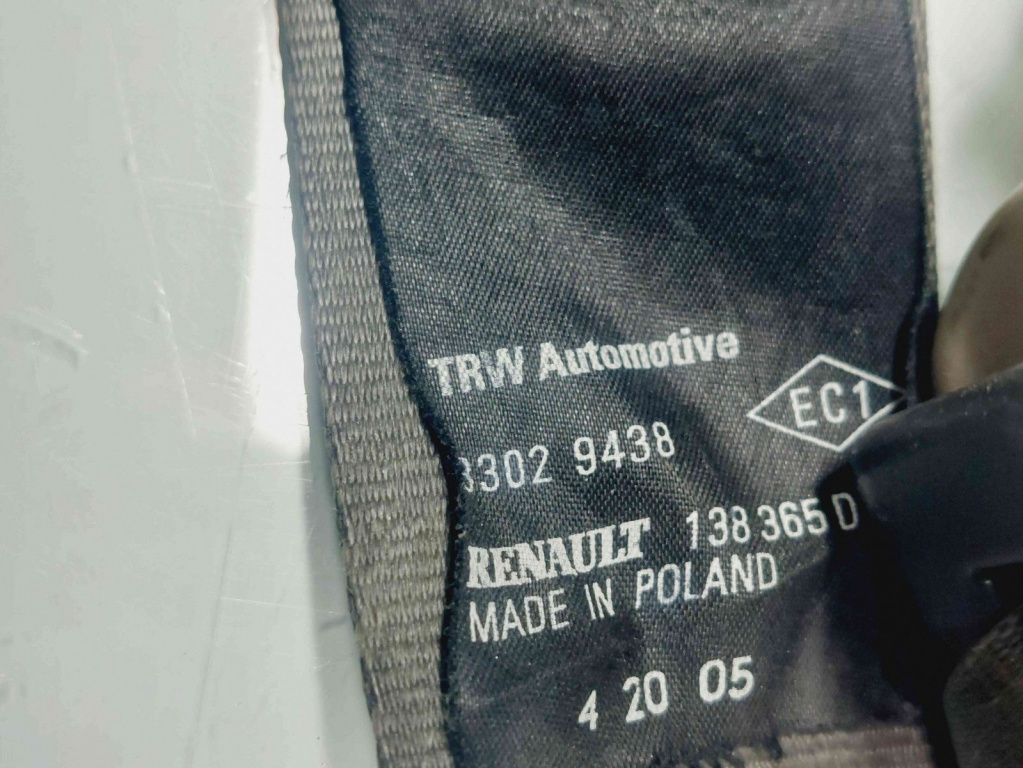 TRW Automotive
EC1
3302 9438
RENAULT 138 365 D
MADE IN POLAND
4 20 05